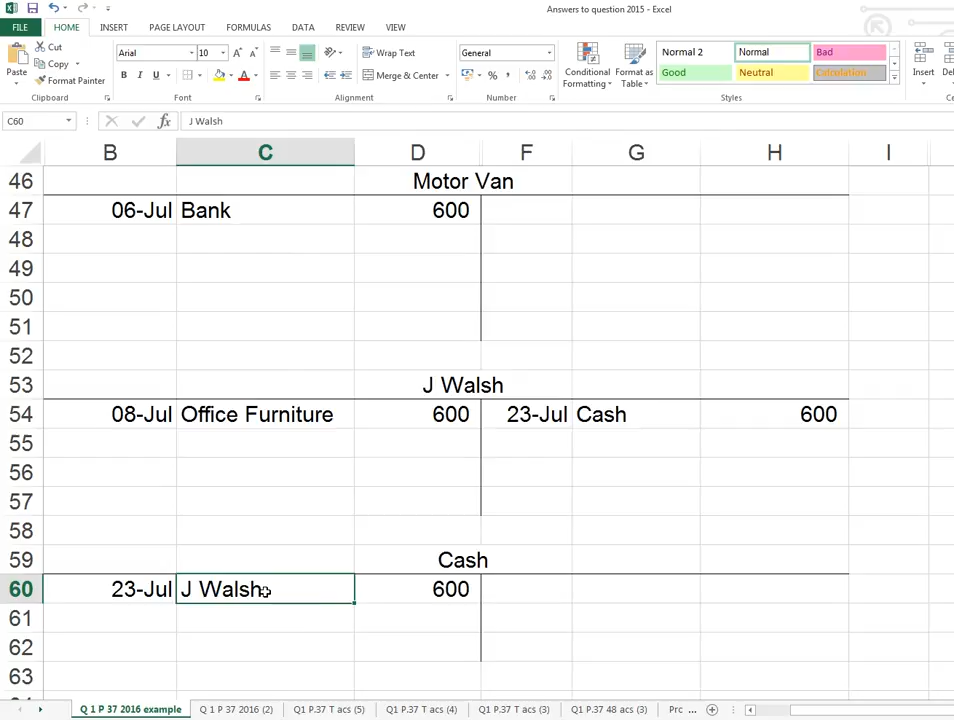 Answers to question 2015 - Excel
FILE HOME INSERT PAGE LAYOUT FORMULAS DATA REVIEW VIEW
Paste
Cut
Copy
Format Painter
Clipboard
Arial 10
B I U
Font
Wrap Text
Merge & Center
Alignment
General
Number
Conditional Formatting
Format as Table
Normal 2 Normal Bad
Good Neutral Calculation
Styles
Insert
C60 fx J Walsh
B C D F G H I
46 Motor Van
47 06-Jul Bank 600
48
49
50
51
52
53 J Walsh
54 08-Jul Office Furniture 600 23-Jul Cash 600
55
56
57
58
59 Cash
60 23-Jul J Walsh 600
61
62
63
Q 1 P 37 2016 example Q 1 P 37 2016 (2) Q1 P.37 T acs (5) Q1 P.37 T acs (4) Q1 P.37 T acs (3) Q1 P.37 48 acs (3) Prc ...